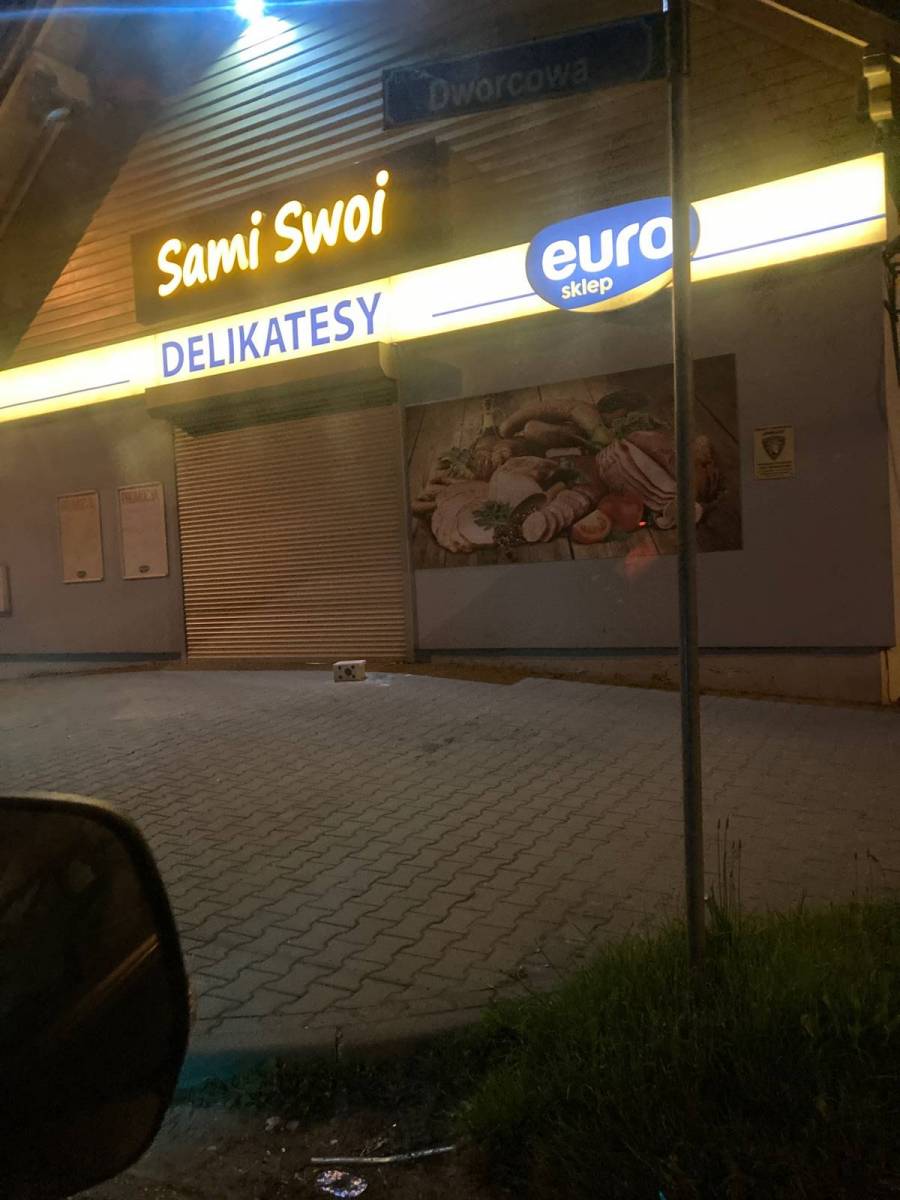 Dworcowa
Sami Swoi
DELIKATESY
euro
sklep